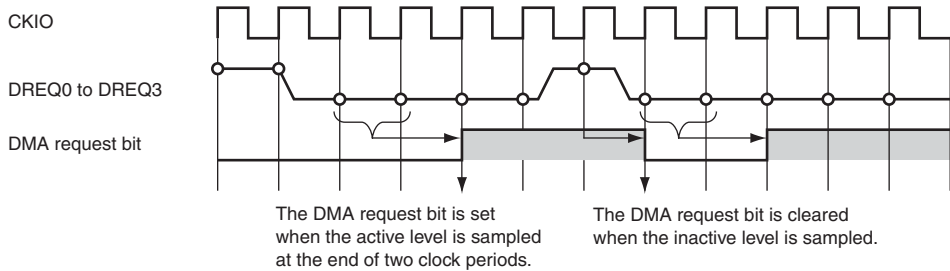 CKIO
DREQ0 to DREQ3
DMA request bit
The DMA request bit is set
when the active level is sampled
at the end of two clock periods.
The DMA request bit is cleared
when the inactive level is sampled.